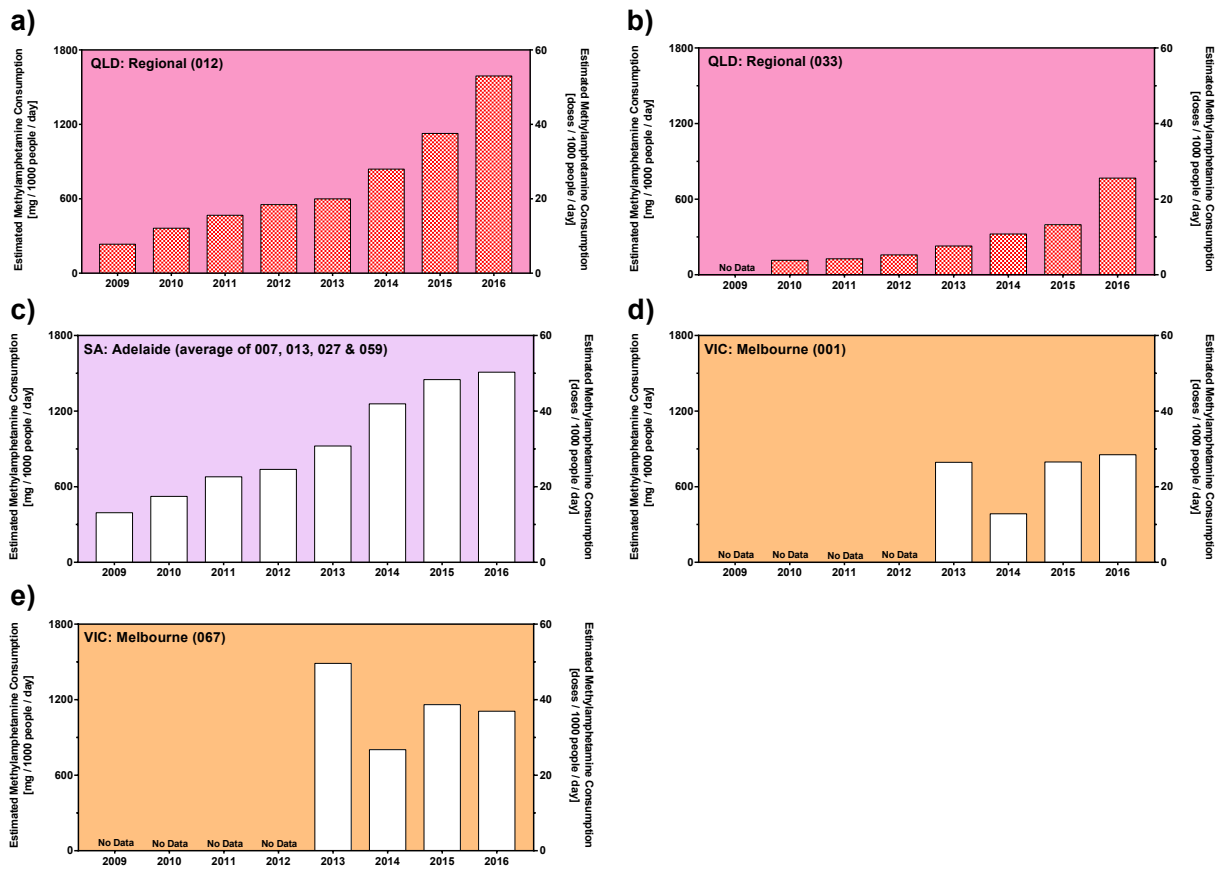 a)
Estimated Methylamphetamine Consumption
[mg / 1000 people / day]
1800
1200
600
0
QLD: Regional (012)
2009 2010 2011 2012 2013 2014 2015 2016
60
40
20
0
Estimated Methylamphetamine Consumption
[doses / 1000 people / day]
b)
Estimated Methylamphetamine Consumption
[mg / 1000 people / day]
1800
1200
600
0
QLD: Regional (033)
No Data
2009 2010 2011 2012 2013 2014 2015 2016
60
40
20
0
Estimated Methylamphetamine Consumption
[doses / 1000 people / day]
c)
Estimated Methylamphetamine Consumption
[mg / 1000 people / day]
1800
1200
600
0
SA: Adelaide (average of 007, 013, 027 & 059)
2009 2010 2011 2012 2013 2014 2015 2016
60
40
20
0
Estimated Methylamphetamine Consumption
[doses / 1000 people / day]
d)
Estimated Methylamphetamine Consumption
[mg / 1000 people / day]
1800
1200
600
0
VIC: Melbourne (001)
No Data No Data No Data No Data
2009 2010 2011 2012 2013 2014 2015 2016
60
40
20
0
Estimated Methylamphetamine Consumption
[doses / 1000 people / day]
e)
Estimated Methylamphetamine Consumption
[mg / 1000 people / day]
1800
1200
600
0
VIC: Melbourne (067)
No Data No Data No Data No Data
2009 2010 2011 2012 2013 2014 2015 2016
60
40
20
0
Estimated Methylamphetamine Consumption
[doses / 1000 people / day]